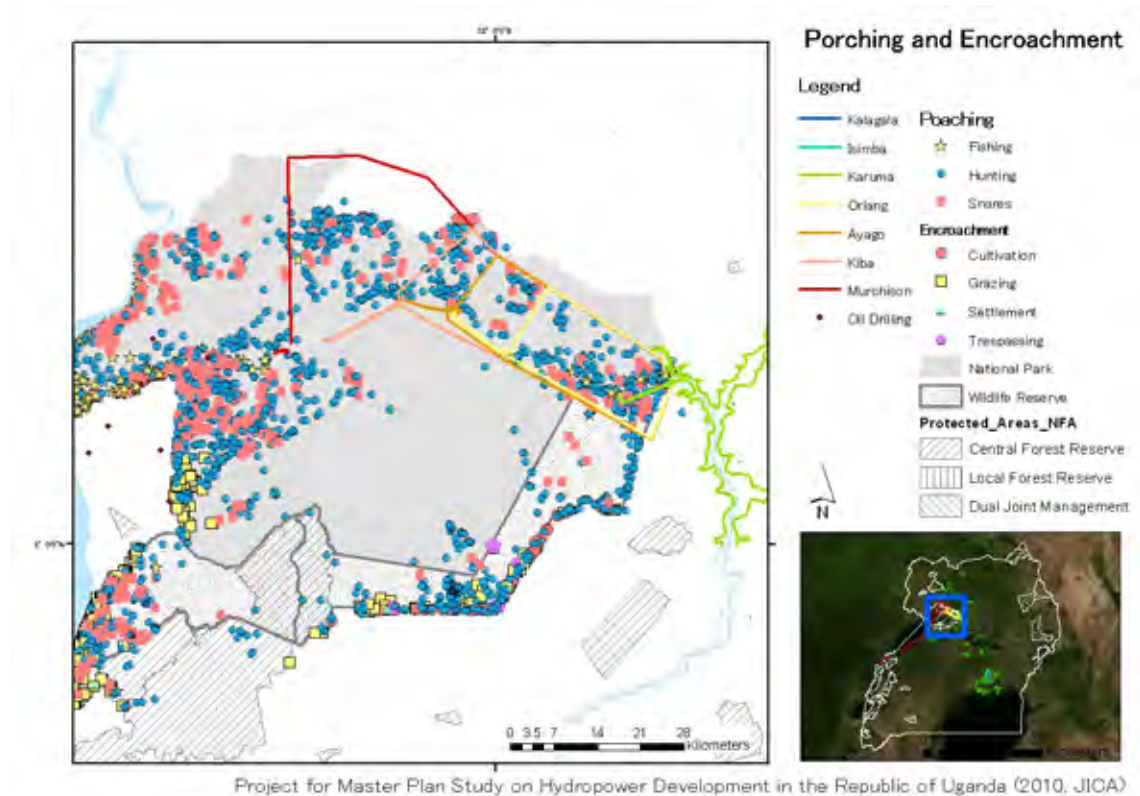 Porching and Encroachment
Legend
Kalagala
Isimba
Karuma
Oriang
Ayago
Kiba
Murchison
Oil Drilling
Poaching
Fishing
Hunting
Snares
Encroachment
Cultivation
Grazing
Settlement
Trespassing
National Park
Wildlife Reserve
Protected_Areas_NFA
Central Forest Reserve
Local Forest Reserve
Dual Joint Management
N
0 3.5 7 14 21 28
Kilometers
Project for Master Plan Study on Hydropower Development in the Republic of Uganda (2010, JICA)